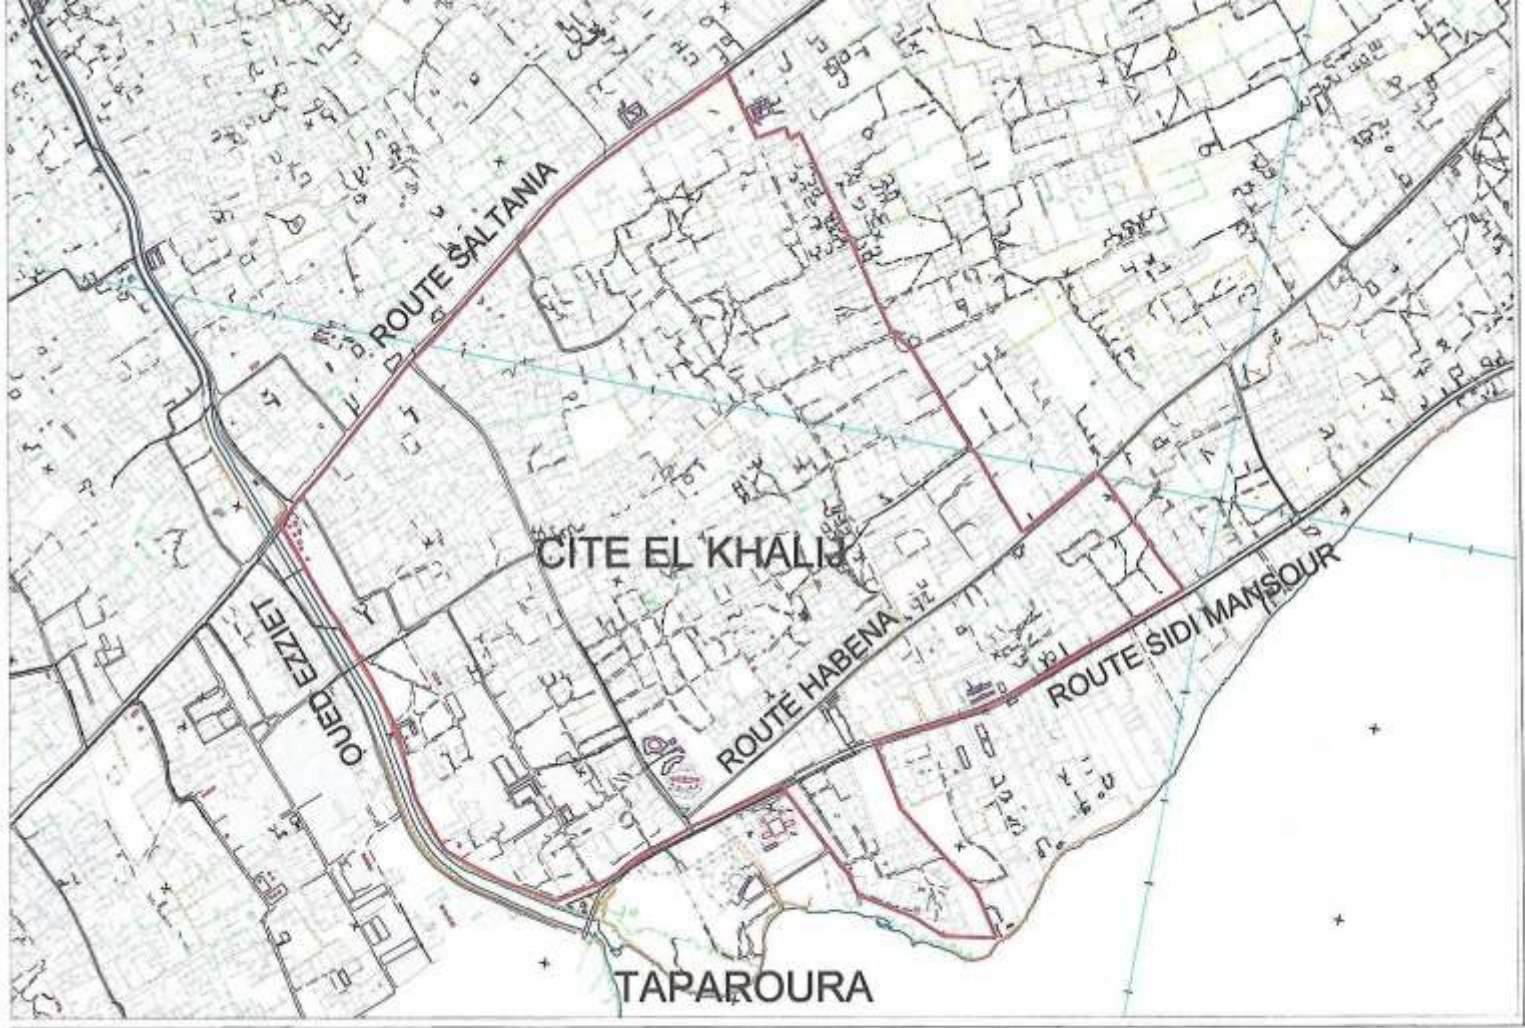 ROUTE SALTANIA
CITE EL KHALIJ
OUED EZZIET
ROUTE HABENA
ROUTE SIDI MANSOUR
TAPAROURA